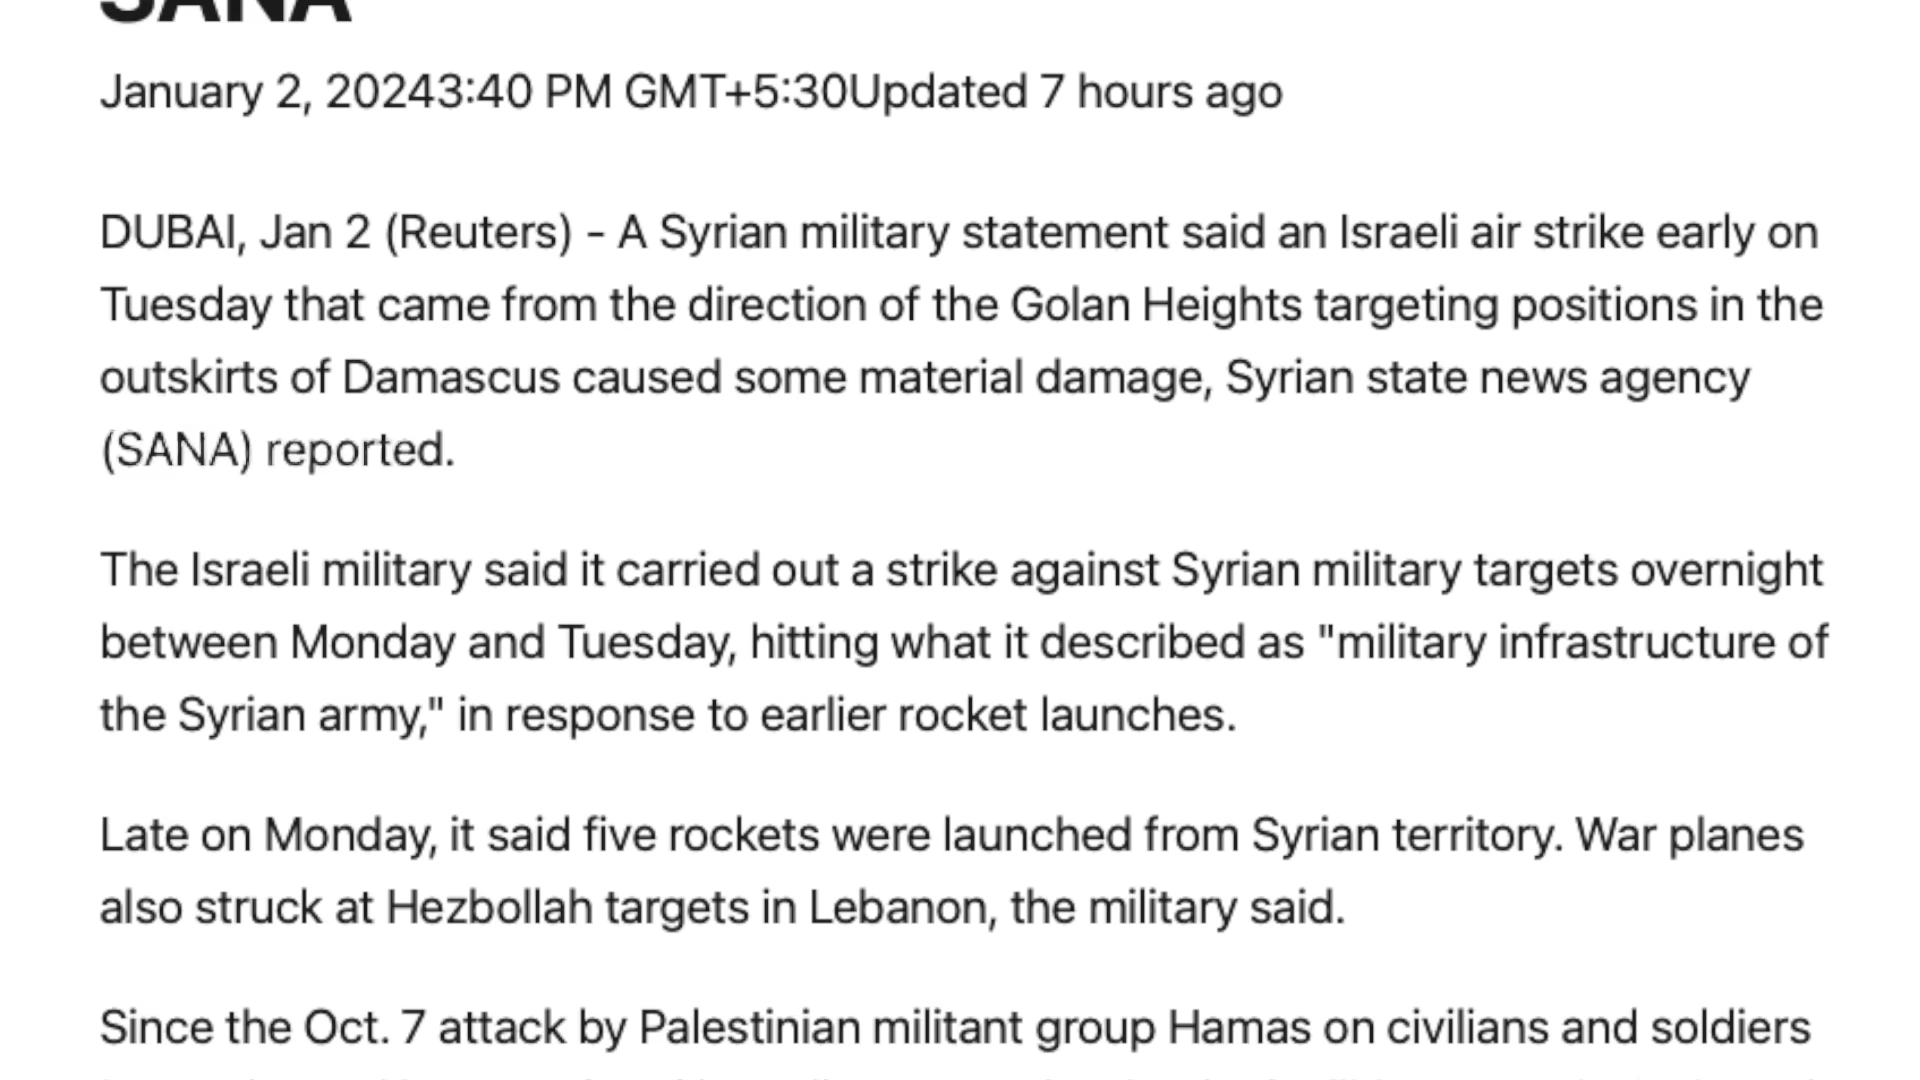 SANA
January 2, 20243:40 PM GMT+5:30Updated 7 hours ago
DUBAI, Jan 2 (Reuters) - A Syrian military statement said an Israeli air strike early on
Tuesday that came from the direction of the Golan Heights targeting positions in the
outskirts of Damascus caused some material damage, Syrian state news agency
(SANA) reported.
The Israeli military said it carried out a strike against Syrian military targets overnight
between Monday and Tuesday, hitting what it described as "military infrastructure of
the Syrian army," in response to earlier rocket launches.
Late on Monday, it said five rockets were launched from Syrian territory. War planes
also struck at Hezbollah targets in Lebanon, the military said.
Since the Oct. 7 attack by Palestinian militant group Hamas on civilians and soldiers